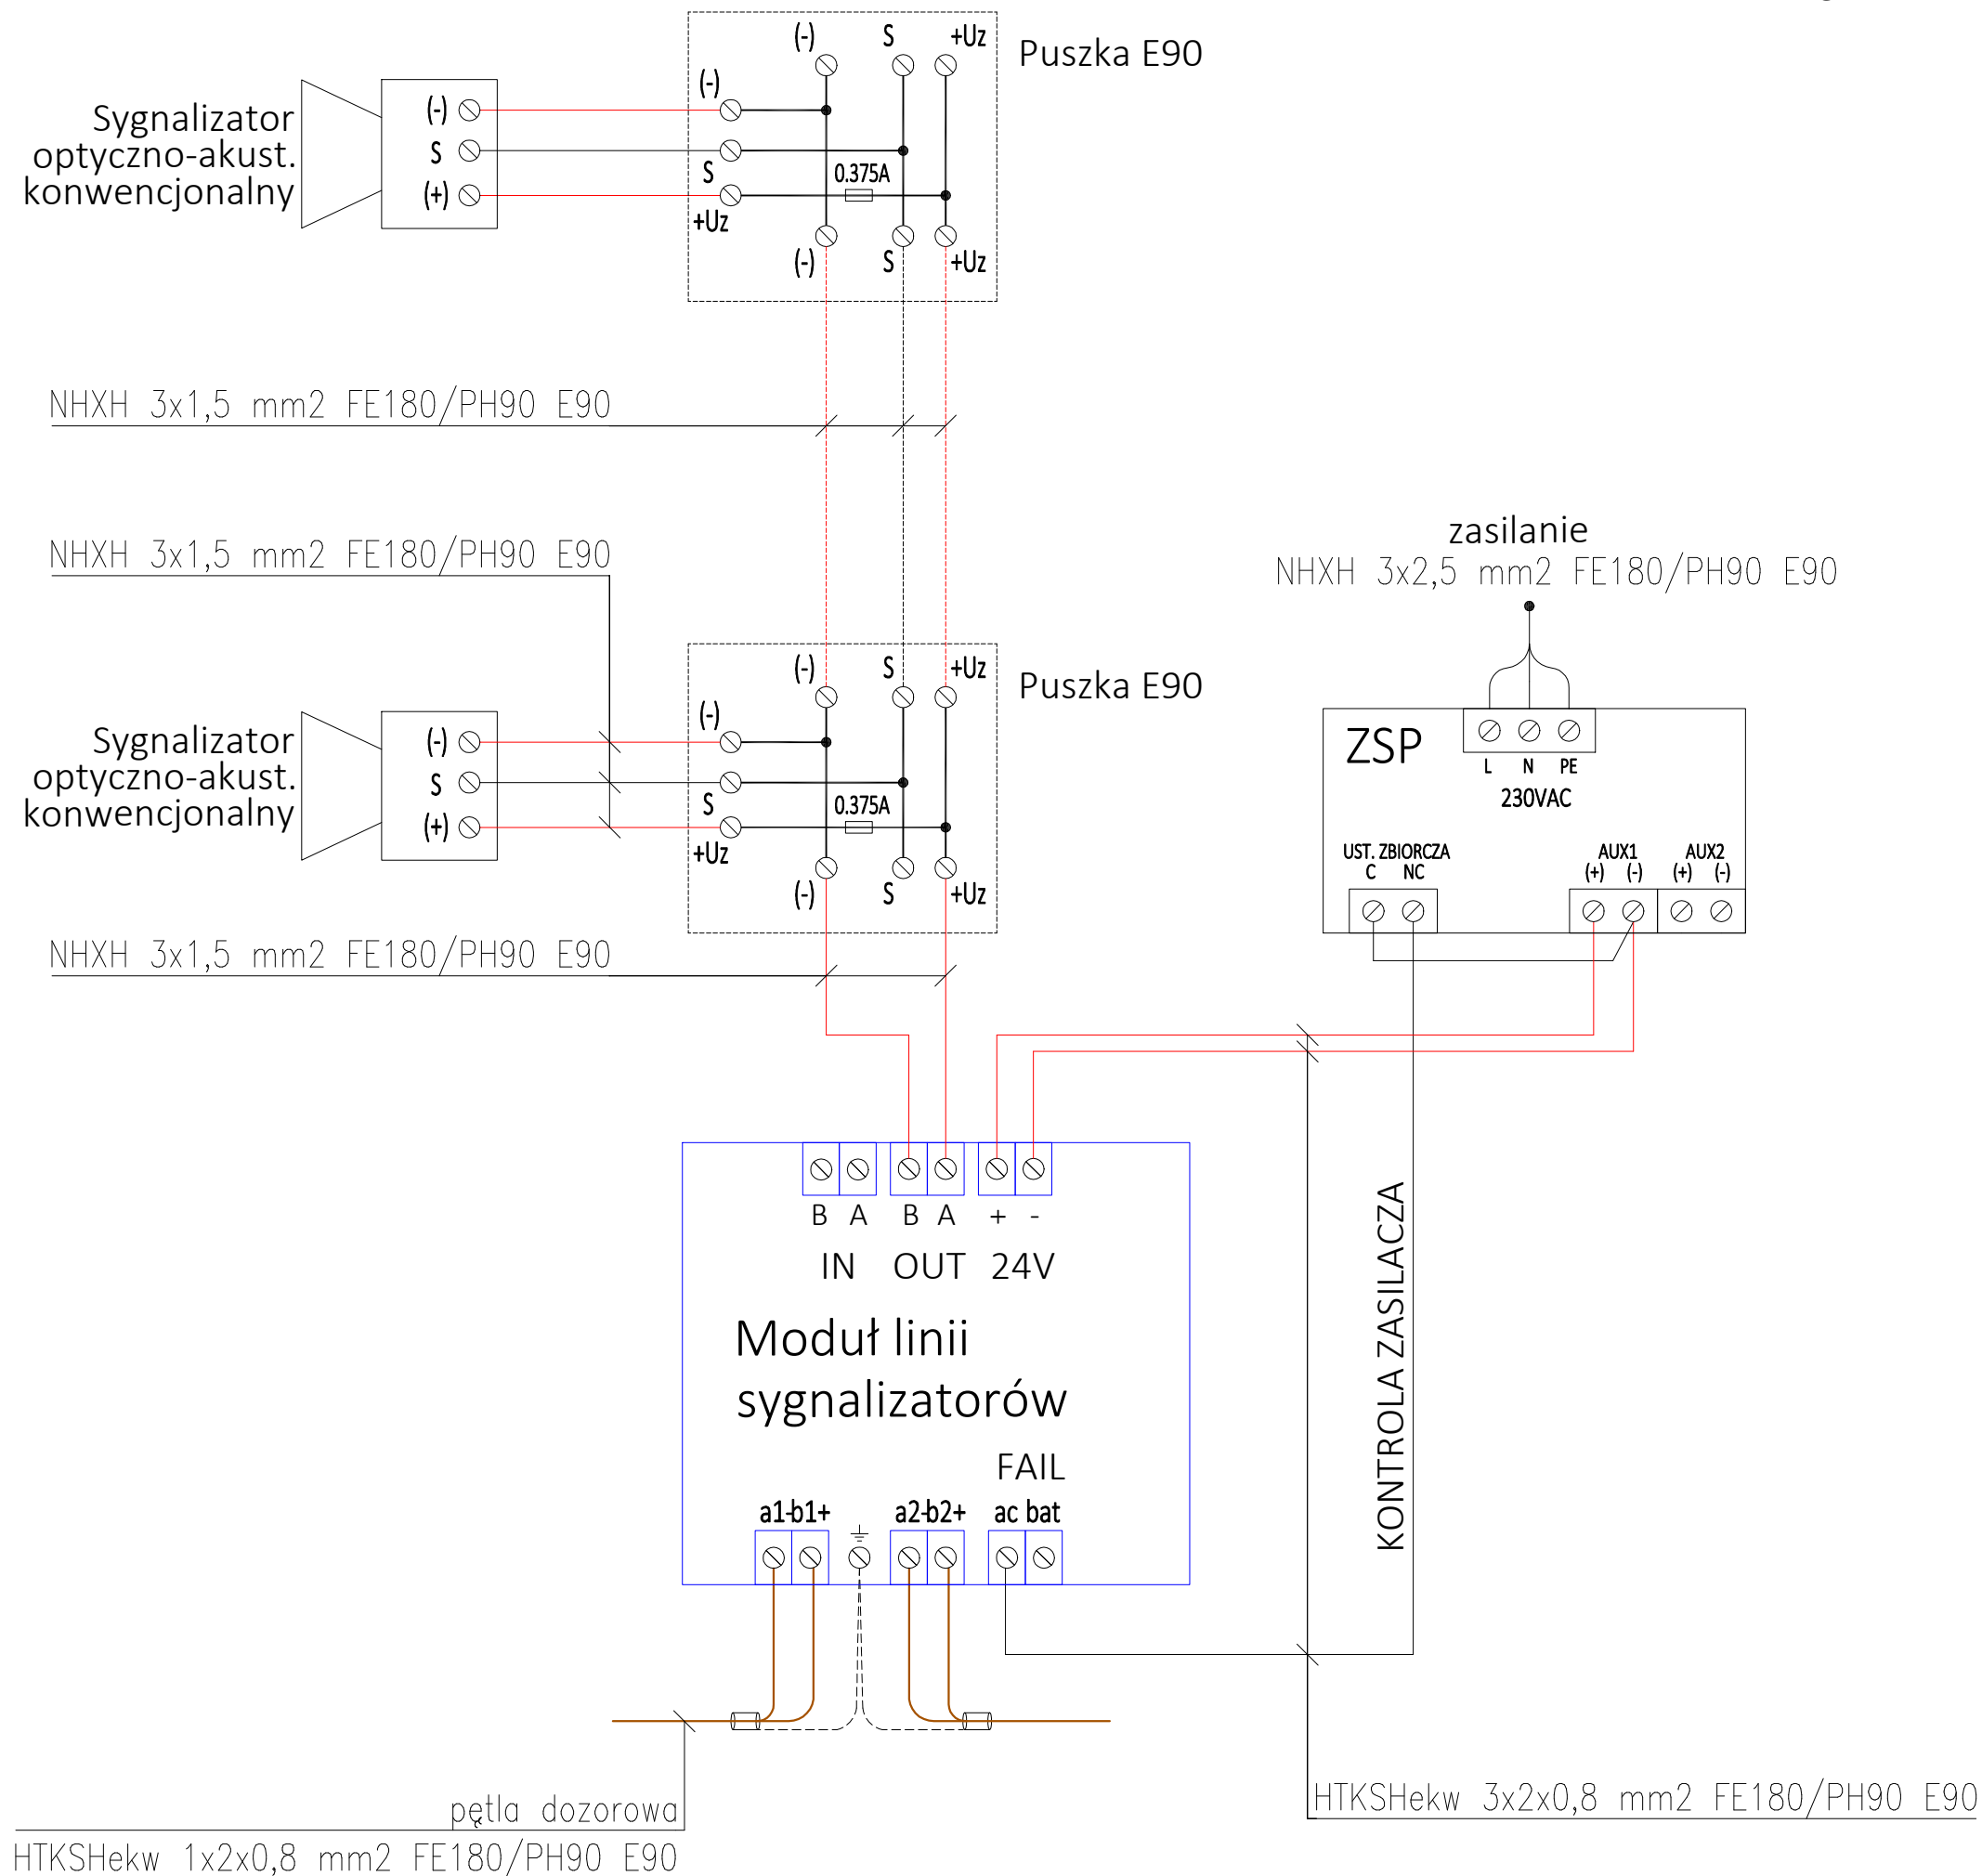 (-) S +Uz
Puszka E90
(-)
Sygnalizator
optyczno-akust.
konwencjonalny
(-)
S
(+)
S
0.375A
+Uz
(-) S +Uz
NHXH 3x1,5 mm2 FE180/PH90 E90
NHXH 3x1,5 mm2 FE180/PH90 E90
zasilanie
NHXH 3x2,5 mm2 FE180/PH90 E90
(-) S +Uz
Puszka E90
(-)
Sygnalizator
optyczno-akust.
konwencjonalny
(-)
S
(+)
S
0.375A
+Uz
(-) S +Uz
ZSP
L N PE
230VAC
UST. ZBIORCZA
C NC
AUX1 AUX2
(+) (-) (+) (-)
NHXH 3x1,5 mm2 FE180/PH90 E90
B A B A + -
IN OUT 24V
Moduł linii
sygnalizatorów
FAIL
a1-b1+ a2-b2+ ac bat
KONTROLA ZASILACZA
pętla dozorowa
HTKSHekw 1x2x0,8 mm2 FE180/PH90 E90
HTKSHekw 3x2x0,8 mm2 FE180/PH90 E90